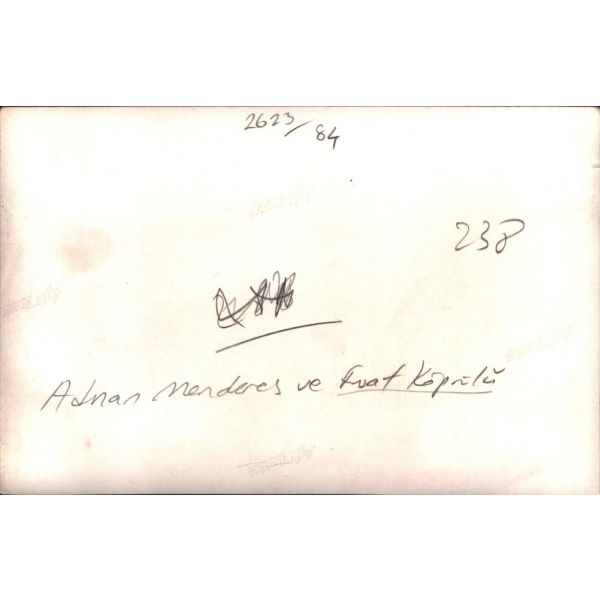 2623/84
238
Adnan Menderes ve Fuat Köprülü